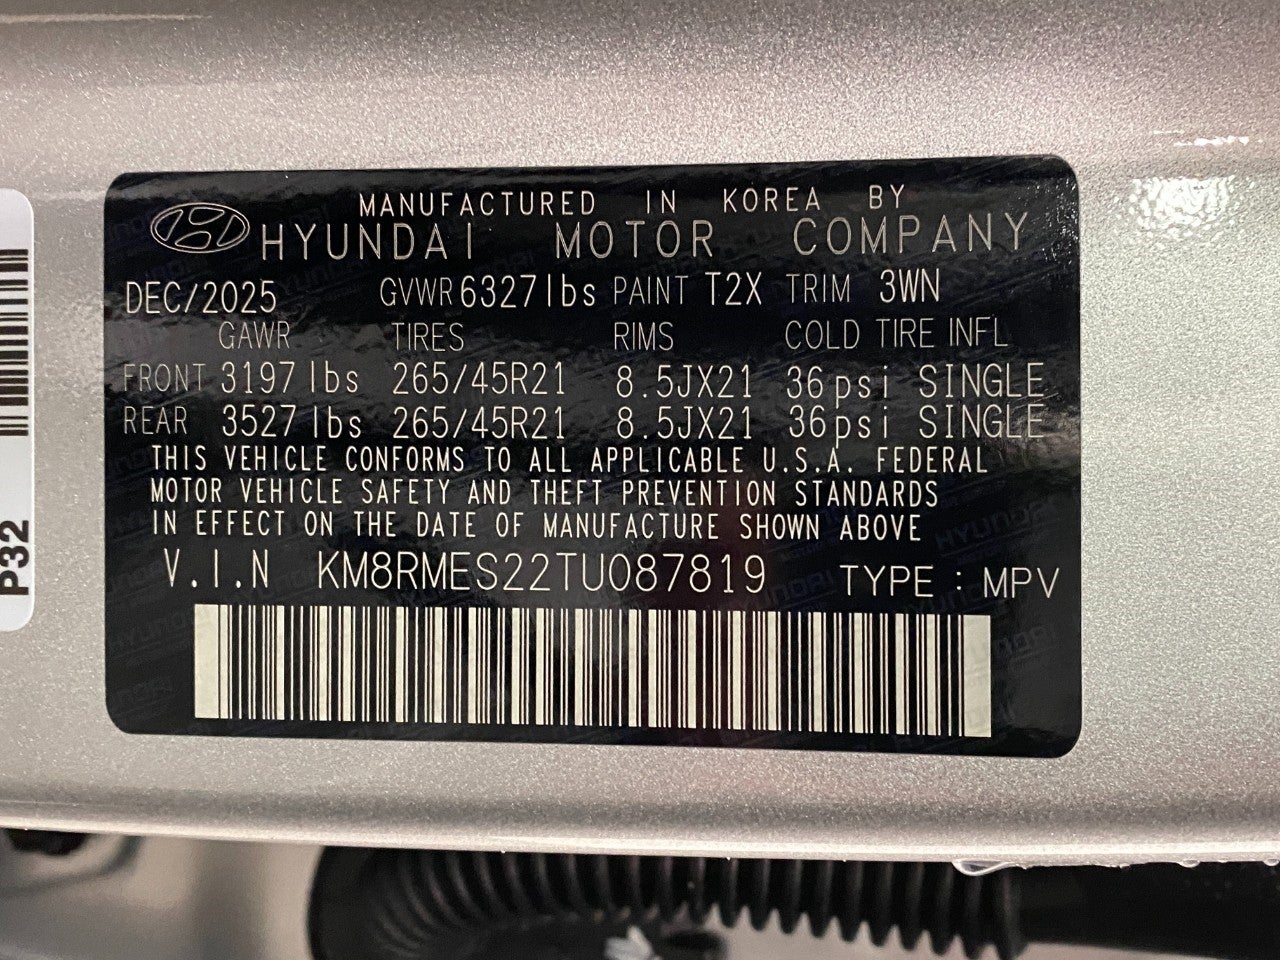 MANUFACTURED IN KOREA BY
HYUNDAI MOTOR COMPANY
DEC/2025 GVWR 6327lbs PAINT T2X TRIM 3WN
GAWR TIRES RIMS COLD TIRE INFL
FRONT 3197lbs 265/45R21 8.5JX21 36psi SINGLE
REAR 3527lbs 265/45R21 8.5JX21 36psi SINGLE
THIS VEHICLE CONFORMS TO ALL APPLICABLE U.S.A. FEDERAL
MOTOR VEHICLE SAFETY AND THEFT PREVENTION STANDARDS
IN EFFECT ON THE DATE OF MANUFACTURE SHOWN ABOVE
V.I.N KM8RMES22TU087819 TYPE : MPV
P32